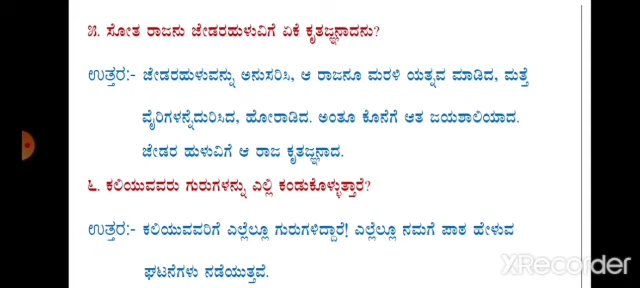 ೫. ಸೋತ ರಾಜನು ಜೇಡರಹುಳುವಿಗೆ ಏಕೆ ಕೃತಜ್ಞನಾದನು?
ಉತ್ತರ:- ಜೇಡರಹುಳುವನ್ನು ಅನುಸರಿಸಿ, ಆ ರಾಜನೂ ಮರಳಿ ಯತ್ನವ ಮಾಡಿದ, ಮತ್ತೆ
ವೈರಿಗಳನ್ನೆದುರಿಸಿದ, ಹೋರಾಡಿದ. ಅಂತೂ ಕೊನೆಗೆ ಆತ ಜಯಶಾಲಿಯಾದ.
ಜೇಡರ ಹುಳುವಿಗೆ ಆ ರಾಜ ಕೃತಜ್ಞನಾದ.
೬. ಕಲಿಯುವವರು ಗುರುಗಳನ್ನು ಎಲ್ಲಿ ಕಂಡುಕೊಳ್ಳುತ್ತಾರೆ?
ಉತ್ತರ:- ಕಲಿಯುವವರಿಗೆ ಎಲ್ಲೆಲ್ಲೂ ಗುರುಗಳಿದ್ದಾರೆ! ಎಲ್ಲೆಲ್ಲೂ ನಮಗೆ ಪಾಠ ಹೇಳುವ
ಘಟನೆಗಳು ನಡೆಯುತ್ತವೆ.
XRecorder